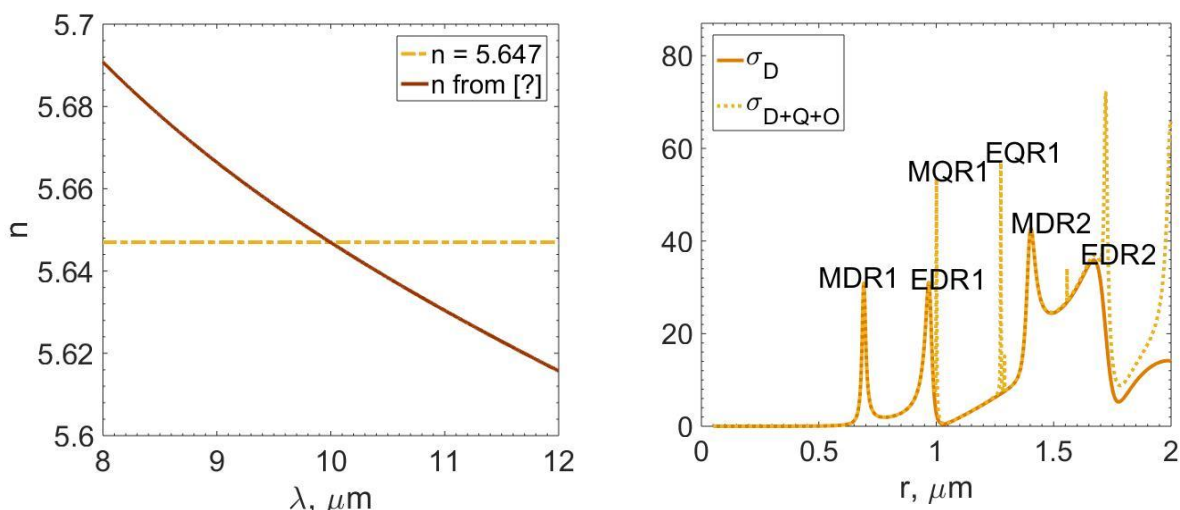 5.7
5.68
5.66
5.64
5.62
5.6
n
8
9
10
11
12
λ, μm
n = 5.647
n from [?]
80
60
40
20
0
0
0.5
1
1.5
2
r, μm
σ_D
σ_{D+Q+O}
MDR1
EDR1
MQR1
EQR1
MDR2
EDR2